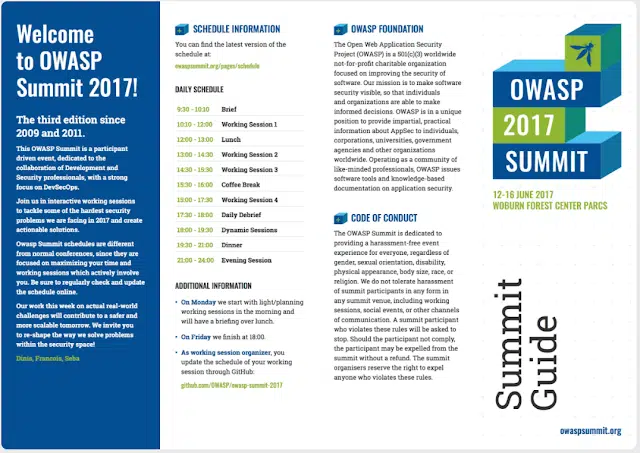 Welcome
to OWASP
Summit 2017!
The third edition since
2009 and 2011.
This OWASP Summit is a participant
driven event, dedicated to the
collaboration of Development and
Security professionals, with a strong
focus on DevSecOps.
Join us in interactive working sessions
to tackle some of the hardest security
problems we are facing in 2017 and create
actionable solutions.
Owasp Summit schedules are different
from normal conferences, since they are
focused on maximizing your time and
working sessions which actively involve
you. Be sure to regularly check and update
the schedule online.
Our work this week on actual real-world
challenges will contribute to a safer and
more scalable tomorrow. We invite you
to re-shape the way we solve problems
within the security space!
Dinis, Francois, Seba
SCHEDULE INFORMATION
You can find the latest version of the
schedule at:
owaspsummit.org/pages/schedule
DAILY SCHEDULE
9:30 - 10:10 Brief
10:10 - 12:00 Working Session 1
12:00 - 13:00 Lunch
13:00 - 14:30 Working Session 2
14:30 - 15:30 Working Session 3
15:30 - 16:00 Coffee Break
16:00 - 17:30 Working Session 4
17:30 - 18:00 Daily Debrief
18:00 - 19:30 Dynamic Sessions
19:30 - 21:00 Dinner
21:00 - 24:00 Evening Session
ADDITIONAL INFORMATION
• On Monday we start with light/planning
working sessions in the morning and
will have a briefing over lunch.
• On Friday we finish at 18:00.
• As working session organizer, you
update the schedule of your working
session through GitHub:
github.com/OWASP/owasp-summit-2017
OWASP FOUNDATION
The Open Web Application Security
Project (OWASP) is a 501(c)(3) worldwide
not-for-profit charitable organization
focused on improving the security of
software. Our mission is to make software
security visible, so that individuals
and organizations are able to make
informed decisions. OWASP is in a unique
position to provide impartial, practical
information about AppSec to individuals,
corporations, universities, government
agencies and other organizations
worldwide. Operating as a community of
like-minded professionals, OWASP issues
software tools and knowledge-based
documentation on application security.
CODE OF CONDUCT
The OWASP Summit is dedicated to
providing a harassment-free event
experience for everyone, regardless of
gender, sexual orientation, disability,
physical appearance, body size, race, or
religion. We do not tolerate harassment
of summit participants in any form in
any summit venue, including working
sessions, social events, or other channels
of communication. A summit participant
who violates these rules will be asked to
stop. Should the participant not comply,
the participant may be expelled from the
summit without a refund. The summit
organisers reserve the right to expel
anyone who violates these rules.
OWASP
2017
SUMMIT
12-16 JUNE 2017
WOBURN FOREST CENTER PARCS
Summit
Guide
owaspsummit.org